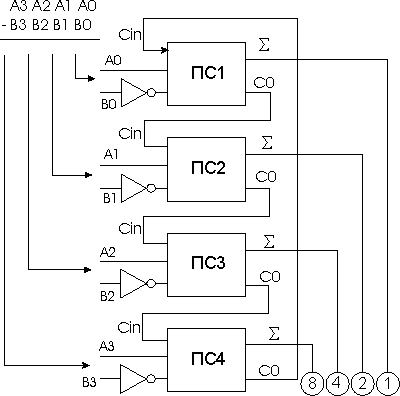 A3 A2 A1 A0
- B3 B2 B1 B0
Cin
Σ
A0
ПС1
C0
B0
Cin
Σ
A1
ПС2
C0
B1
Cin
Σ
A2
ПС3
C0
B2
Cin
Σ
A3
ПС4
C0
B3
8 4 2 1